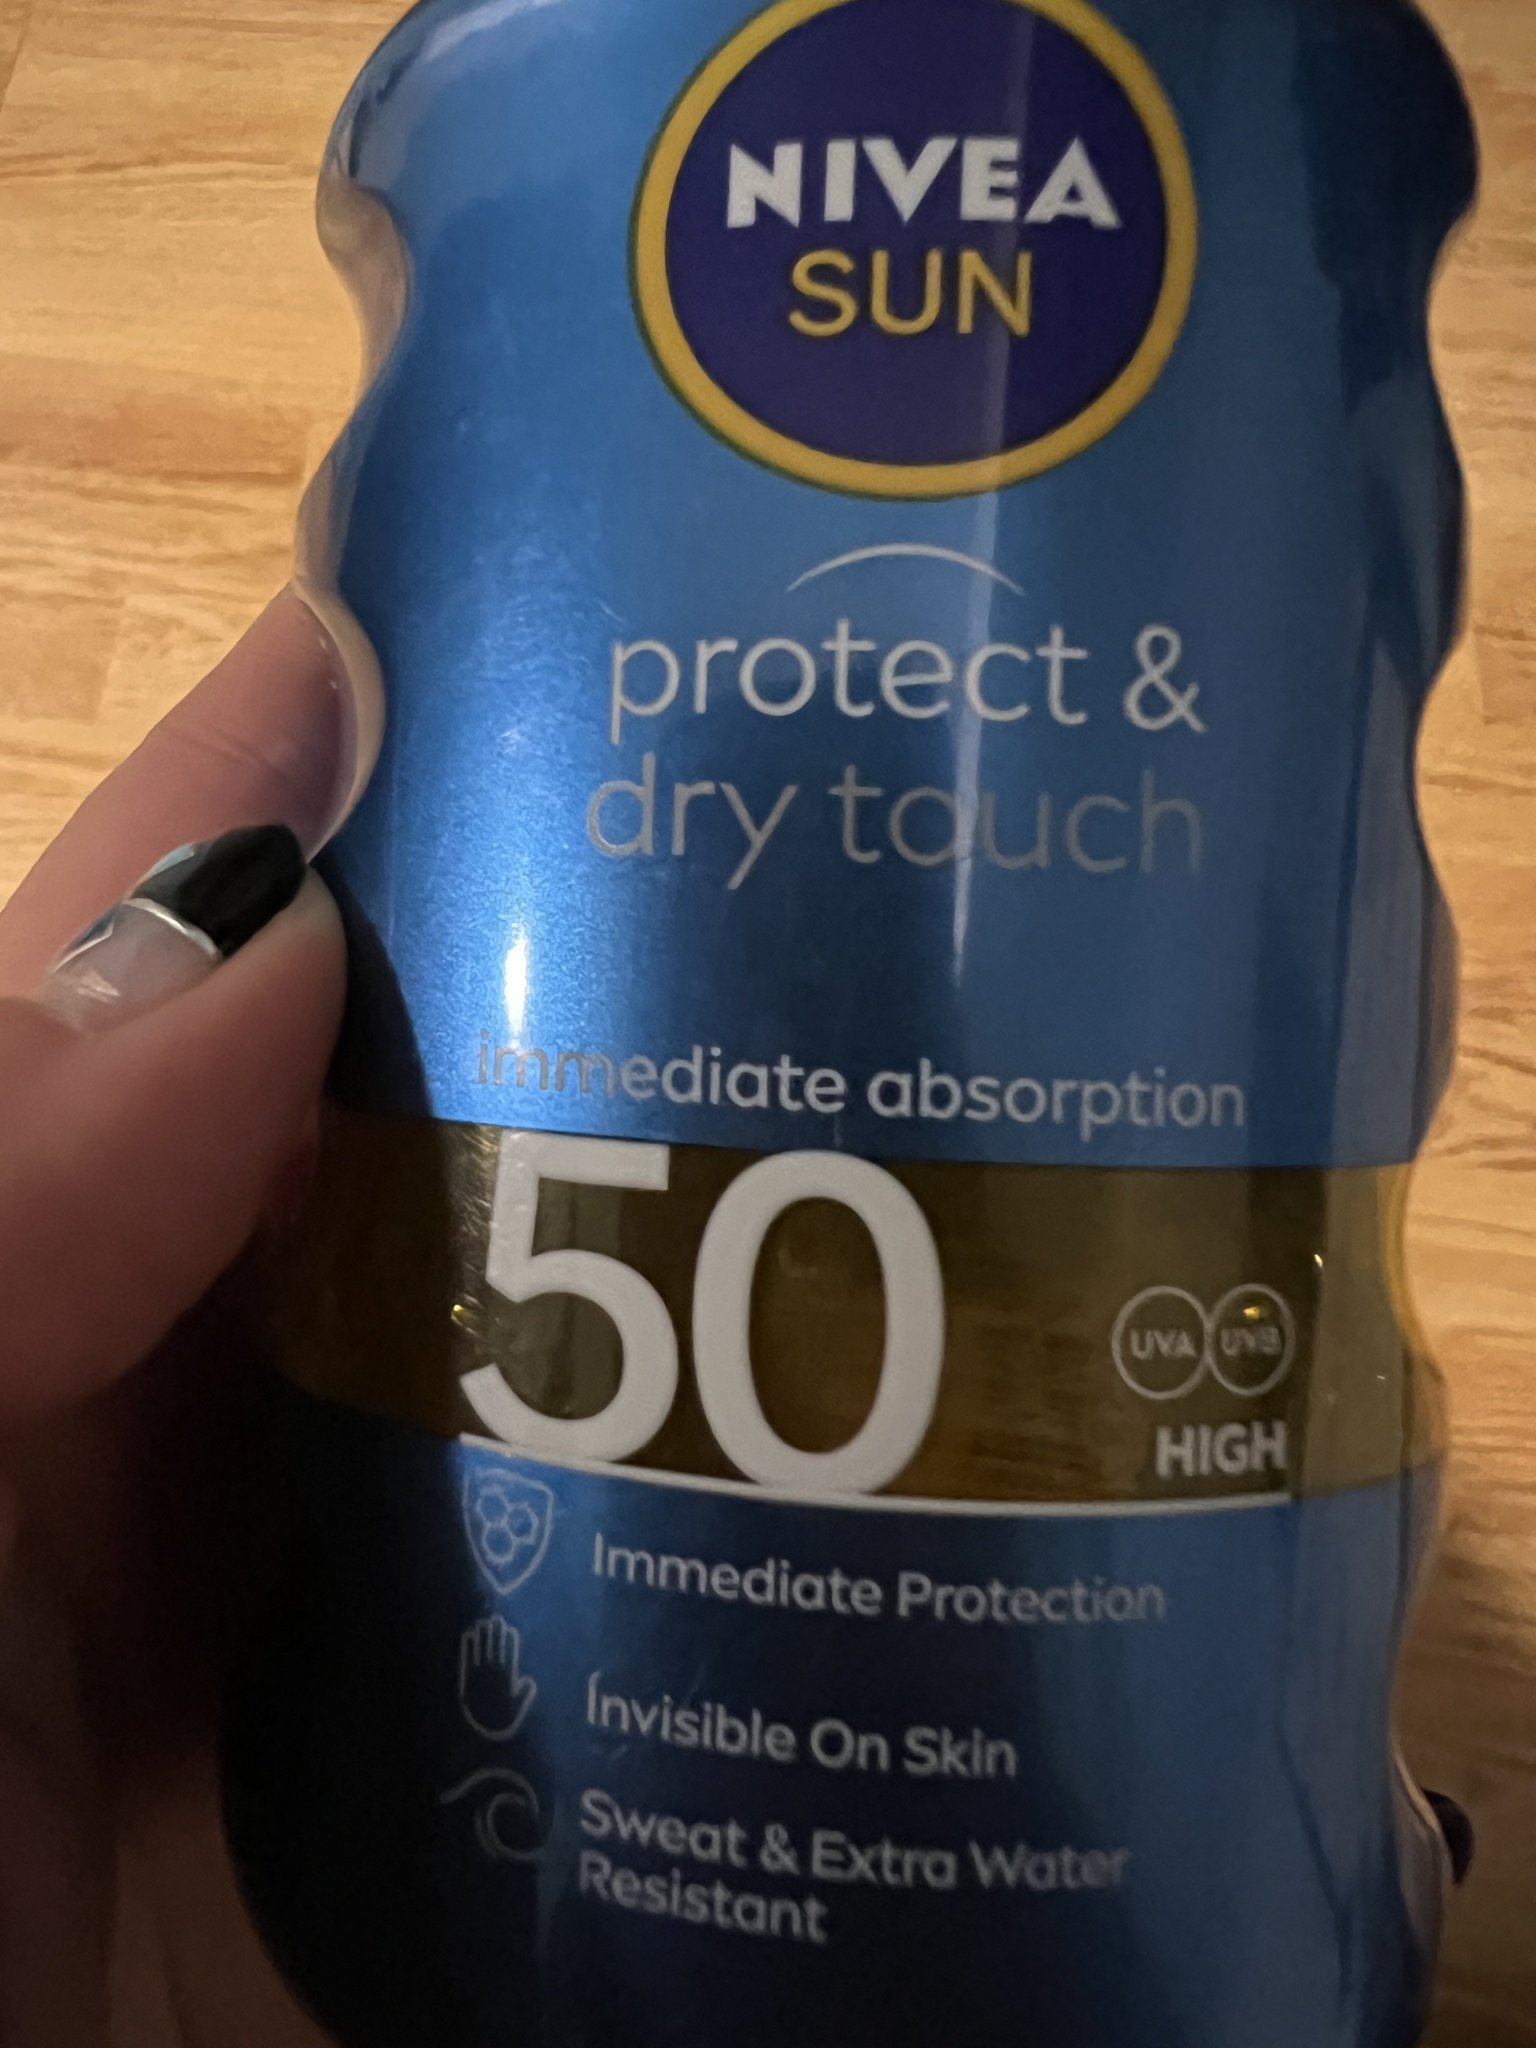 NIVEA
SUN
protect &
dry touch
immediate absorption
50
UVA UVB
HIGH
Immediate Protection
Invisible On Skin
Sweat & Extra Water
Resistant